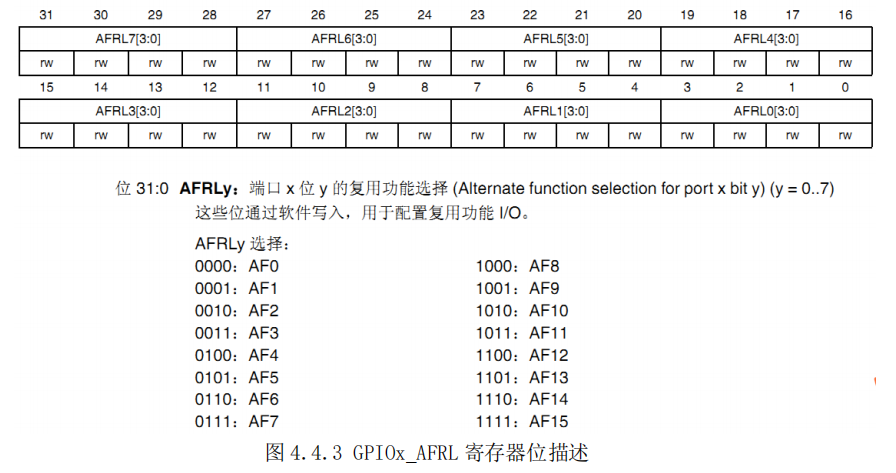 31 30 29 28 27 26 25 24 23 22 21 20 19 18 17 16
AFRL7[3:0] AFRL6[3:0] AFRL5[3:0] AFRL4[3:0]
rw rw rw rw rw rw rw rw rw rw rw rw rw rw rw rw
15 14 13 12 11 10 9 8 7 6 5 4 3 2 1 0
AFRL3[3:0] AFRL2[3:0] AFRL1[3:0] AFRL0[3:0]
rw rw rw rw rw rw rw rw rw rw rw rw rw rw rw rw
位 31:0 AFRLy：端口 x 位 y 的复用功能选择 (Alternate function selection for port x bit y) (y = 0..7)
这些位通过软件写入，用于配置复用功能 I/O。
AFRLy 选择：
0000：AF0 1000：AF8
0001：AF1 1001：AF9
0010：AF2 1010：AF10
0011：AF3 1011：AF11
0100：AF4 1100：AF12
0101：AF5 1101：AF13
0110：AF6 1110：AF14
0111：AF7 1111：AF15
图 4.4.3 GPIOx_AFRL 寄存器位描述